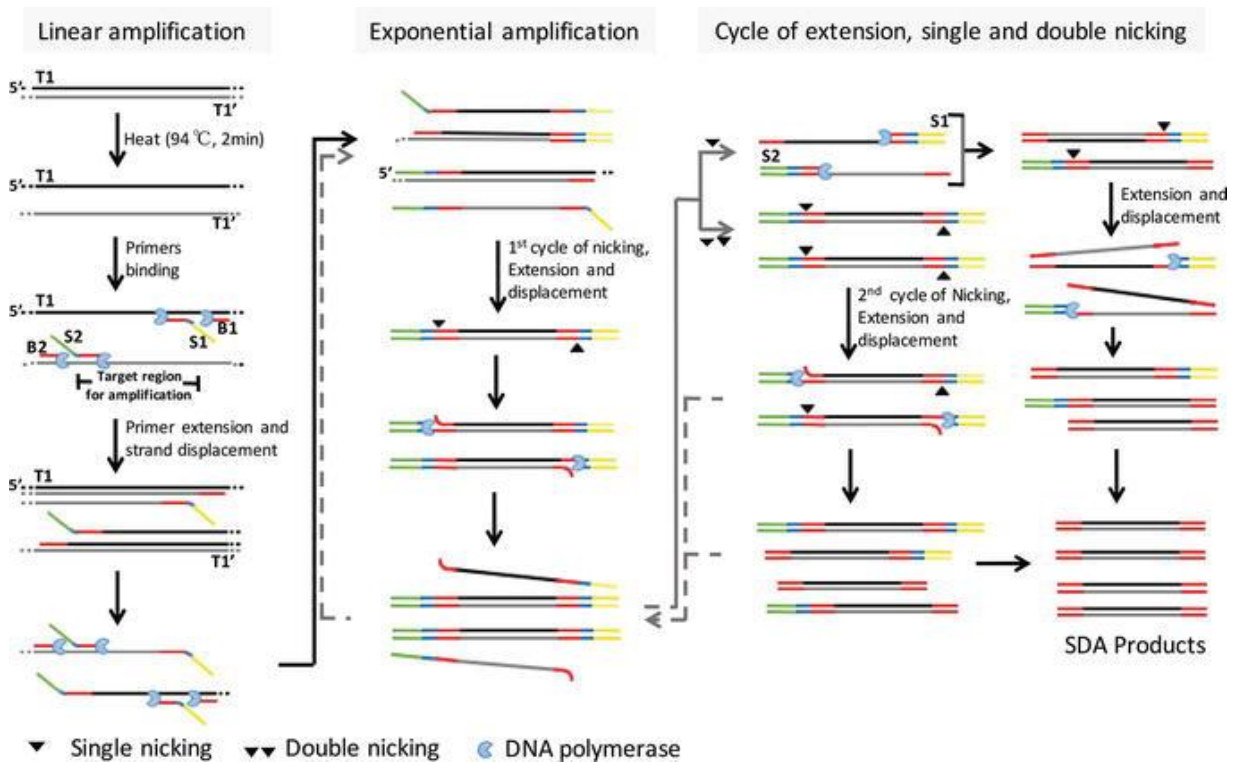 Linear amplification
5' T1
T1'
Heat (94 °C, 2min)
T1
5'
T1'
Primers
binding
5' T1
B1
S2
S1
B2
Target region
for amplification
Primer extension and
strand displacement
5' T1
T1'
Exponential amplification
5'
1st cycle of nicking,
Extension and
displacement
Cycle of extension, single and double nicking
S1
S2
2nd cycle of Nicking,
Extension and
displacement
Extension and
displacement
SDA Products
Single nicking
Double nicking
DNA polymerase